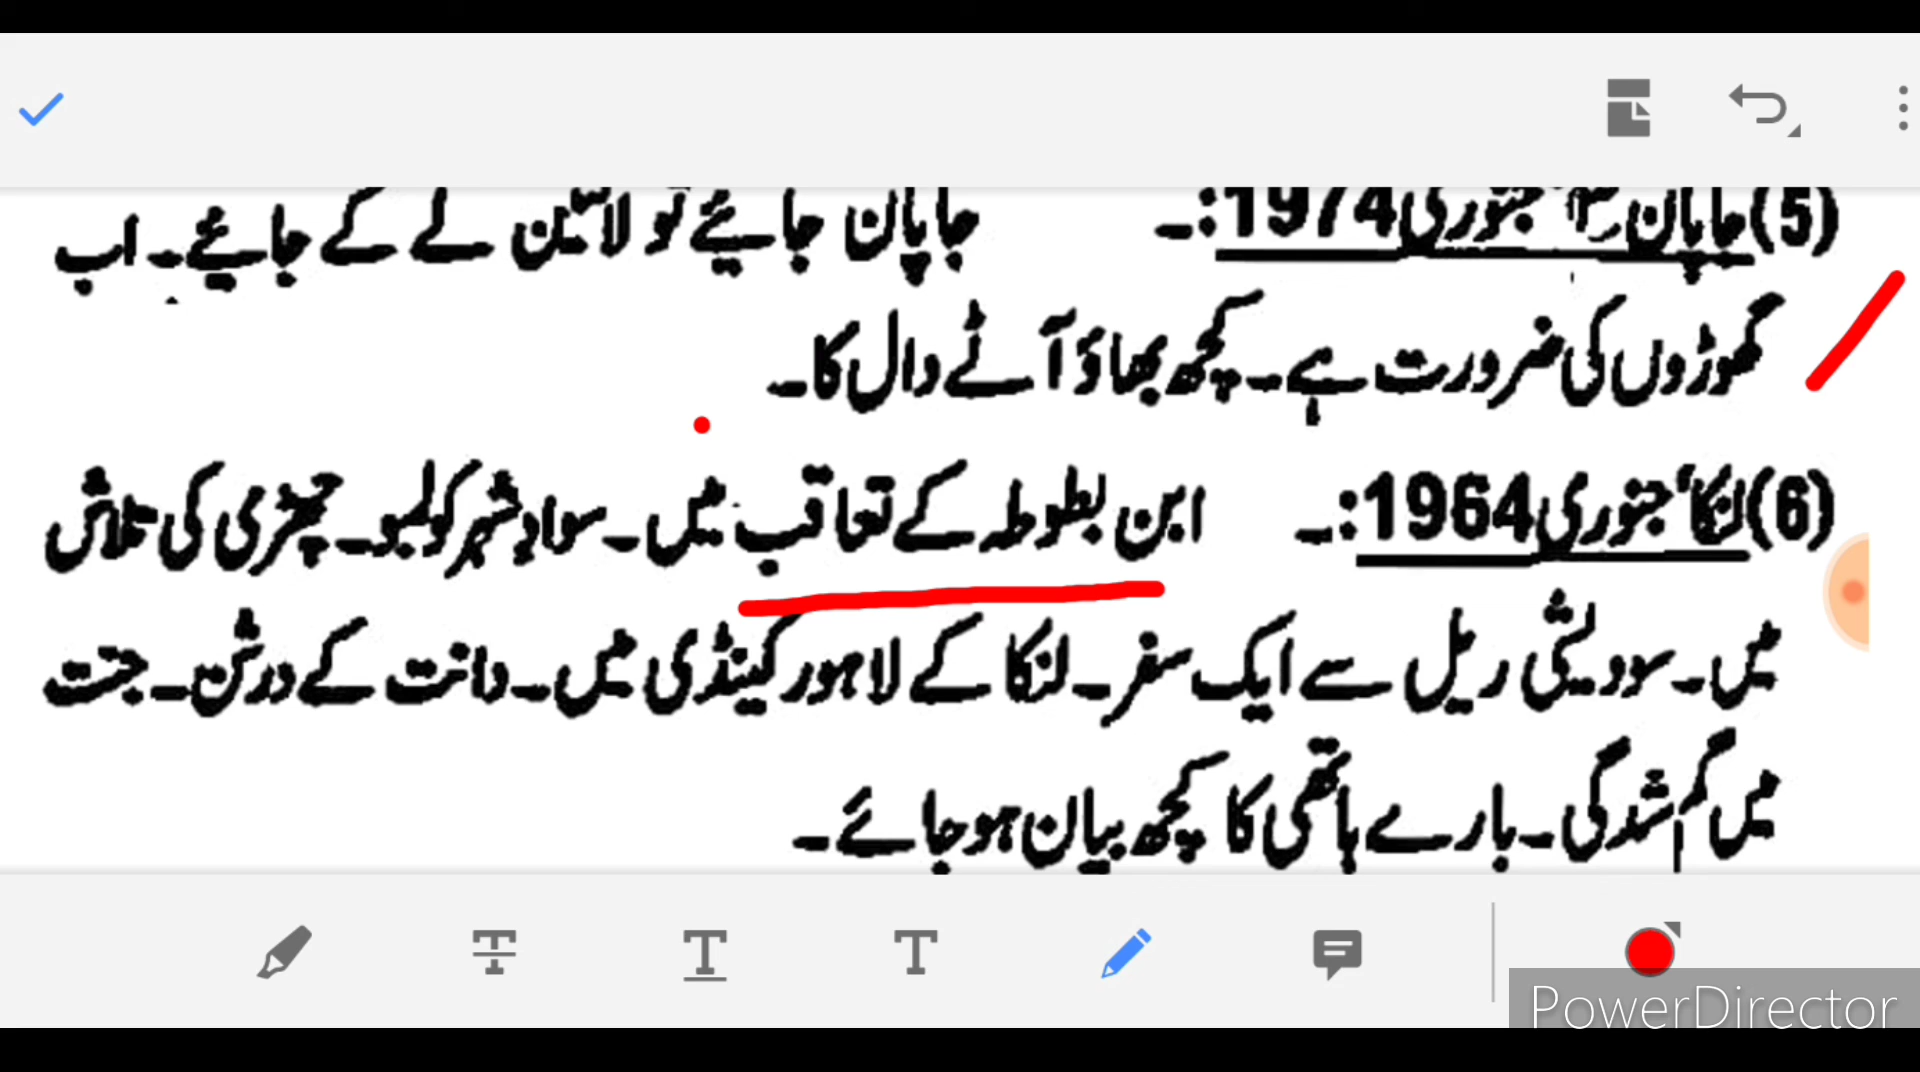 (5) جاپان جنوری 1974:۔ جاپان جائیے تو لالٹین لے کے جائیے۔ اب
گھوڑوں کی ضرورت ہے۔ کچھ بھاؤ آٹے دال کا۔
(6) لنکا، جنوری 1964:۔ ابن بطوطہ کے تعاقب میں۔ سوادِ شہر کولمبو۔ چھڑی کی تلاش
میں۔ سودیشی ریل سے ایک سفر۔ لنکا کے لاہور کینڈی میں۔ دانت کے درشن۔ جنت
میں گم شدگی۔ بارے ہاتھی کا کچھ بیان ہو جائے۔
PowerDirector